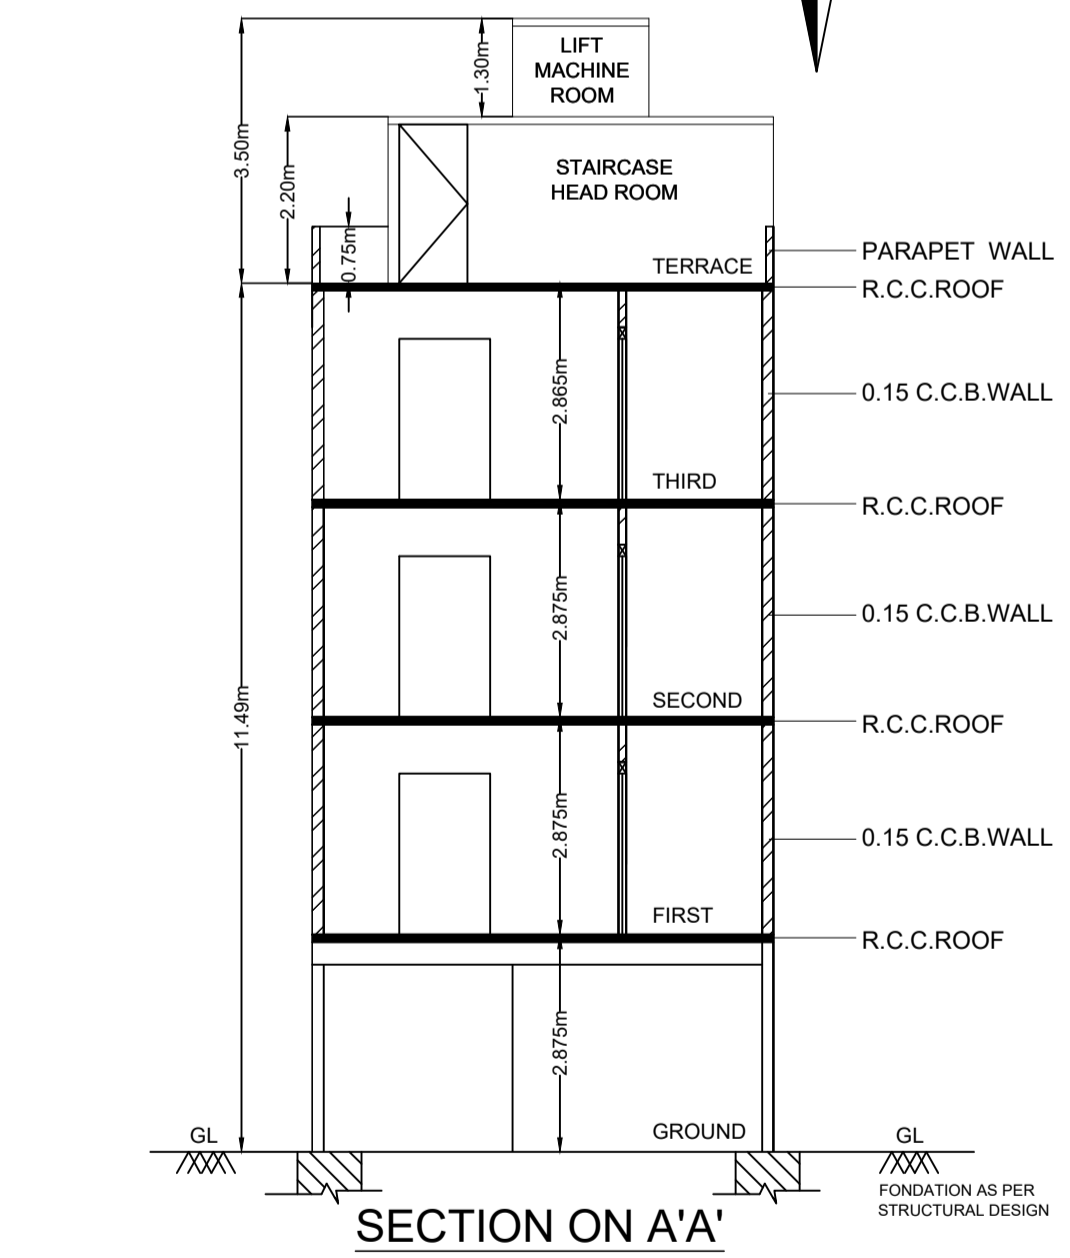 LIFT
MACHINE
ROOM
1.30m
3.50m
2.20m
STAIRCASE
HEAD ROOM
0.75m
PARAPET WALL
TERRACE
R.C.C.ROOF
2.865m
0.15 C.C.B.WALL
THIRD
R.C.C.ROOF
2.875m
0.15 C.C.B.WALL
SECOND
R.C.C.ROOF
11.49m
2.875m
0.15 C.C.B.WALL
FIRST
R.C.C.ROOF
2.875m
GROUND
GL
GL
FONDATION AS PER
STRUCTURAL DESIGN
SECTION ON A'A'